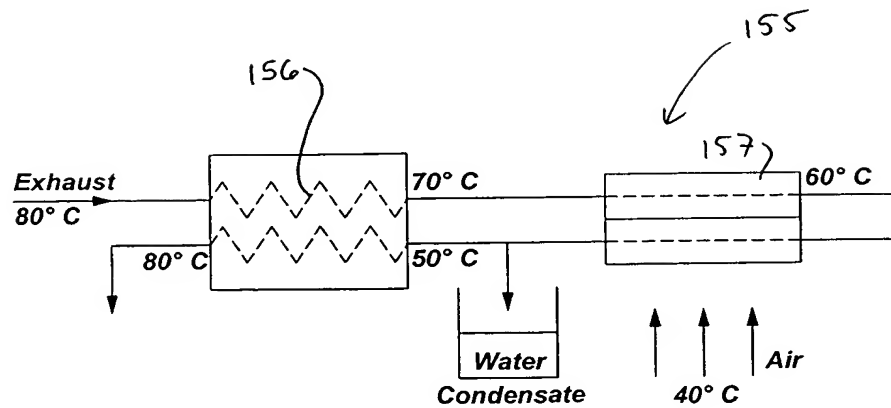 155
156
157
Exhaust
80° C
70° C
60° C
80° C
50° C
Water
Condensate
Air
40° C